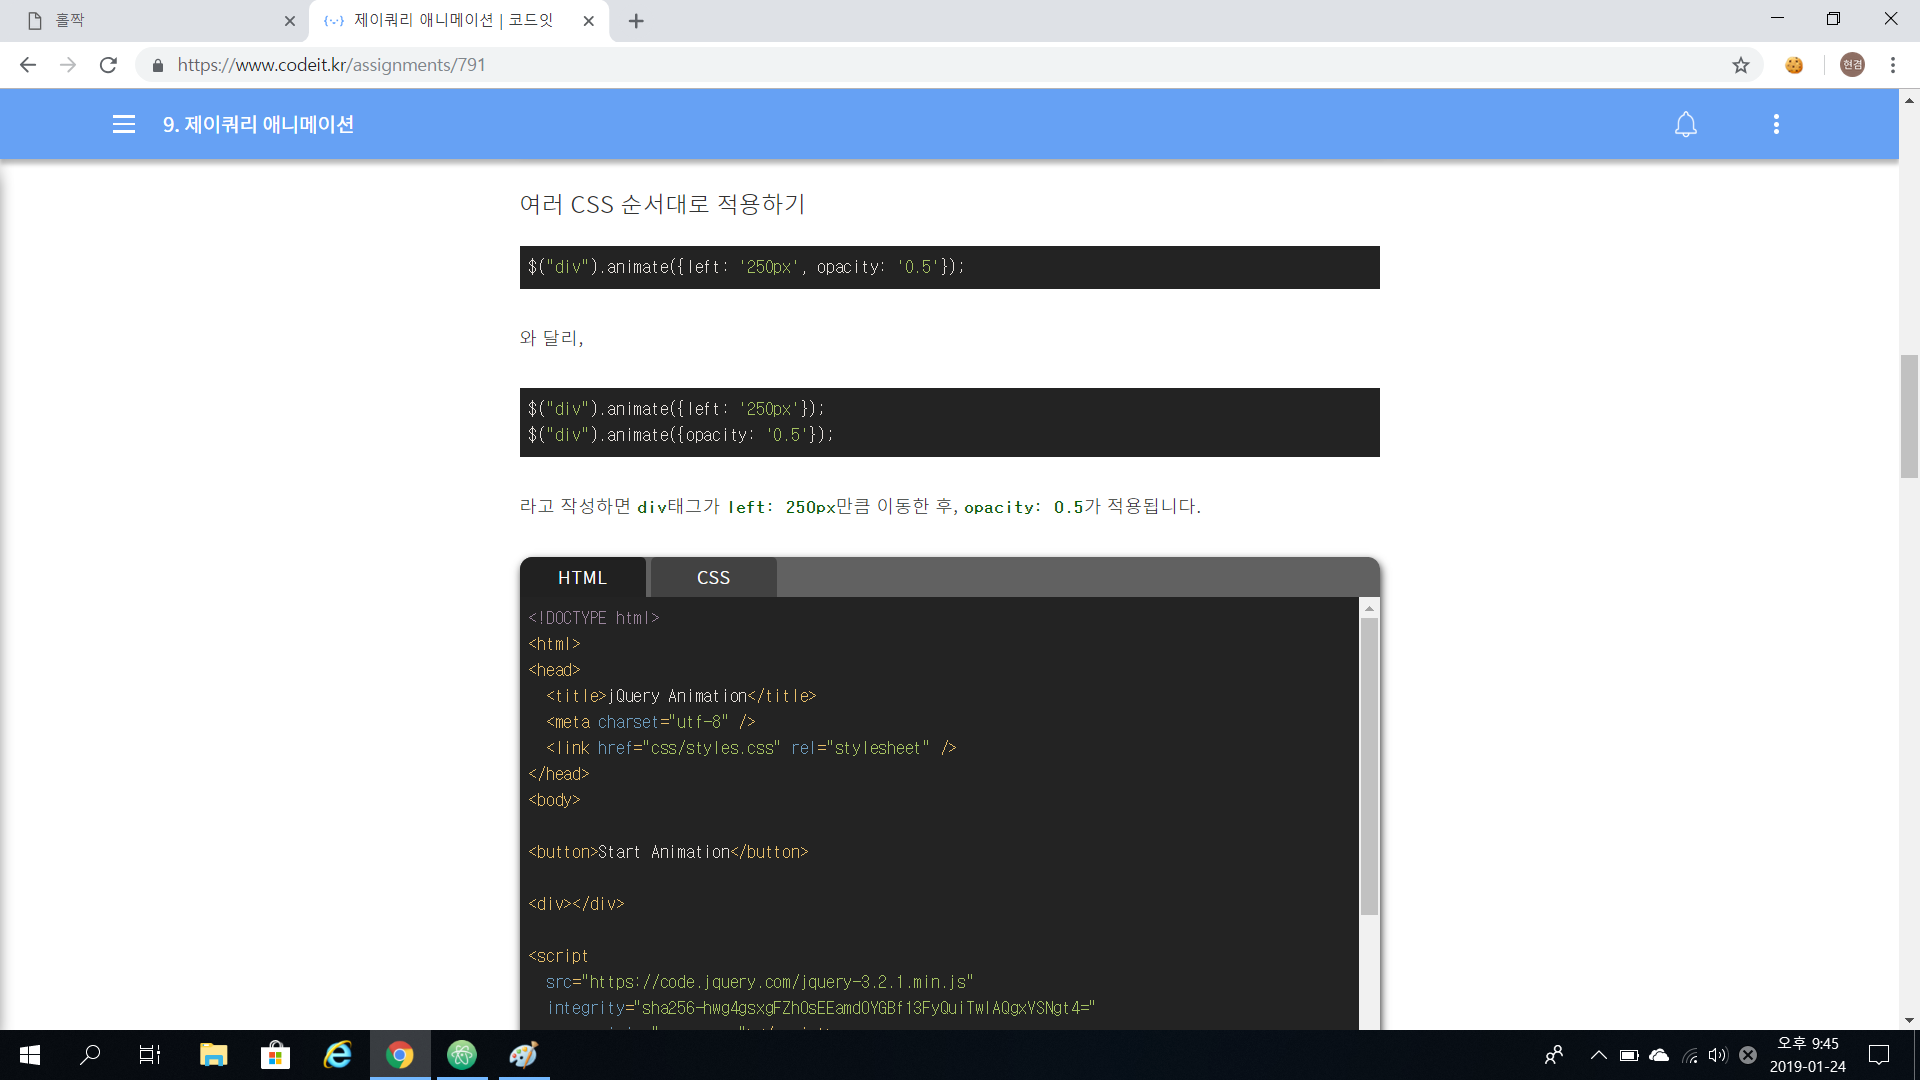 홀짝
제이쿼리 애니메이션 | 코드잇
https://www.codeit.kr/assignments/791
현겸
9. 제이쿼리 애니메이션
여러 CSS 순서대로 적용하기
$("div").animate({left: '250px', opacity: '0.5'});
와 달리,
$("div").animate({left: '250px'});
$("div").animate({opacity: '0.5'});
라고 작성하면 div태그가 left: 250px만큼 이동한 후, opacity: 0.5가 적용됩니다.
HTML
CSS
<!DOCTYPE html>
<html>
<head>
<title>jQuery Animation</title>
<meta charset="utf-8" />
<link href="css/styles.css" rel="stylesheet" />
</head>
<body>
<button>Start Animation</button>
<div></div>
<script
src="https://code.jquery.com/jquery-3.2.1.min.js"
integrity="sha256-hwg4gsxgFZhOsEEamdOYGBf13FyQuiTwlAQgxVSNgt4="
오후 9:45
2019-01-24